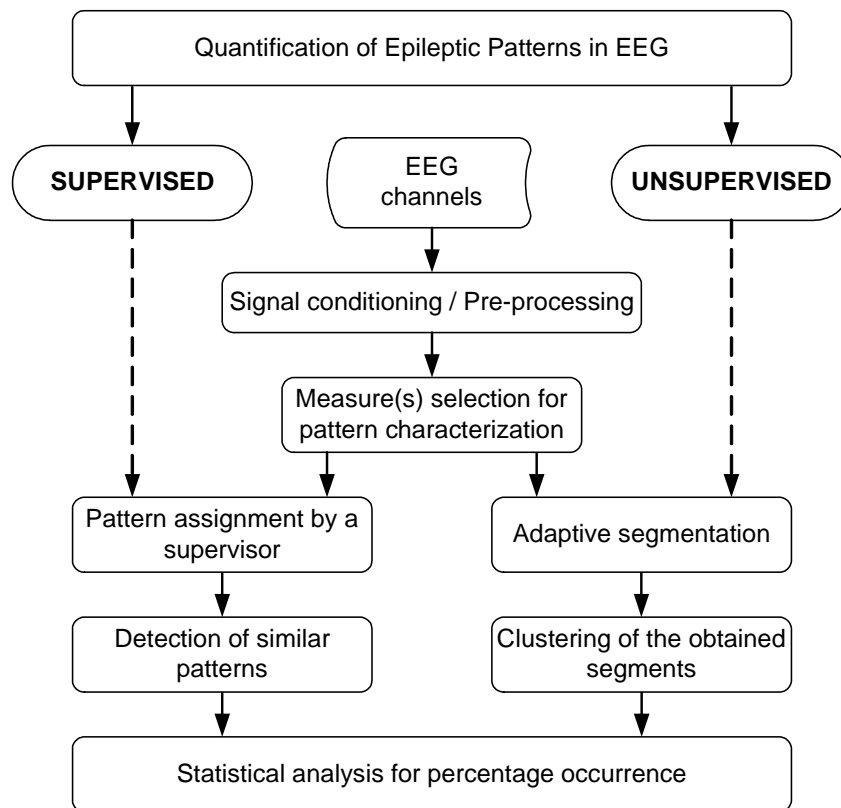 Quantification of Epileptic Patterns in EEG
SUPERVISED
EEG
channels
UNSUPERVISED
Signal conditioning / Pre-processing
Measure(s) selection for
pattern characterization
Pattern assignment by a
supervisor
Adaptive segmentation
Detection of similar
patterns
Clustering of the obtained
segments
Statistical analysis for percentage occurrence